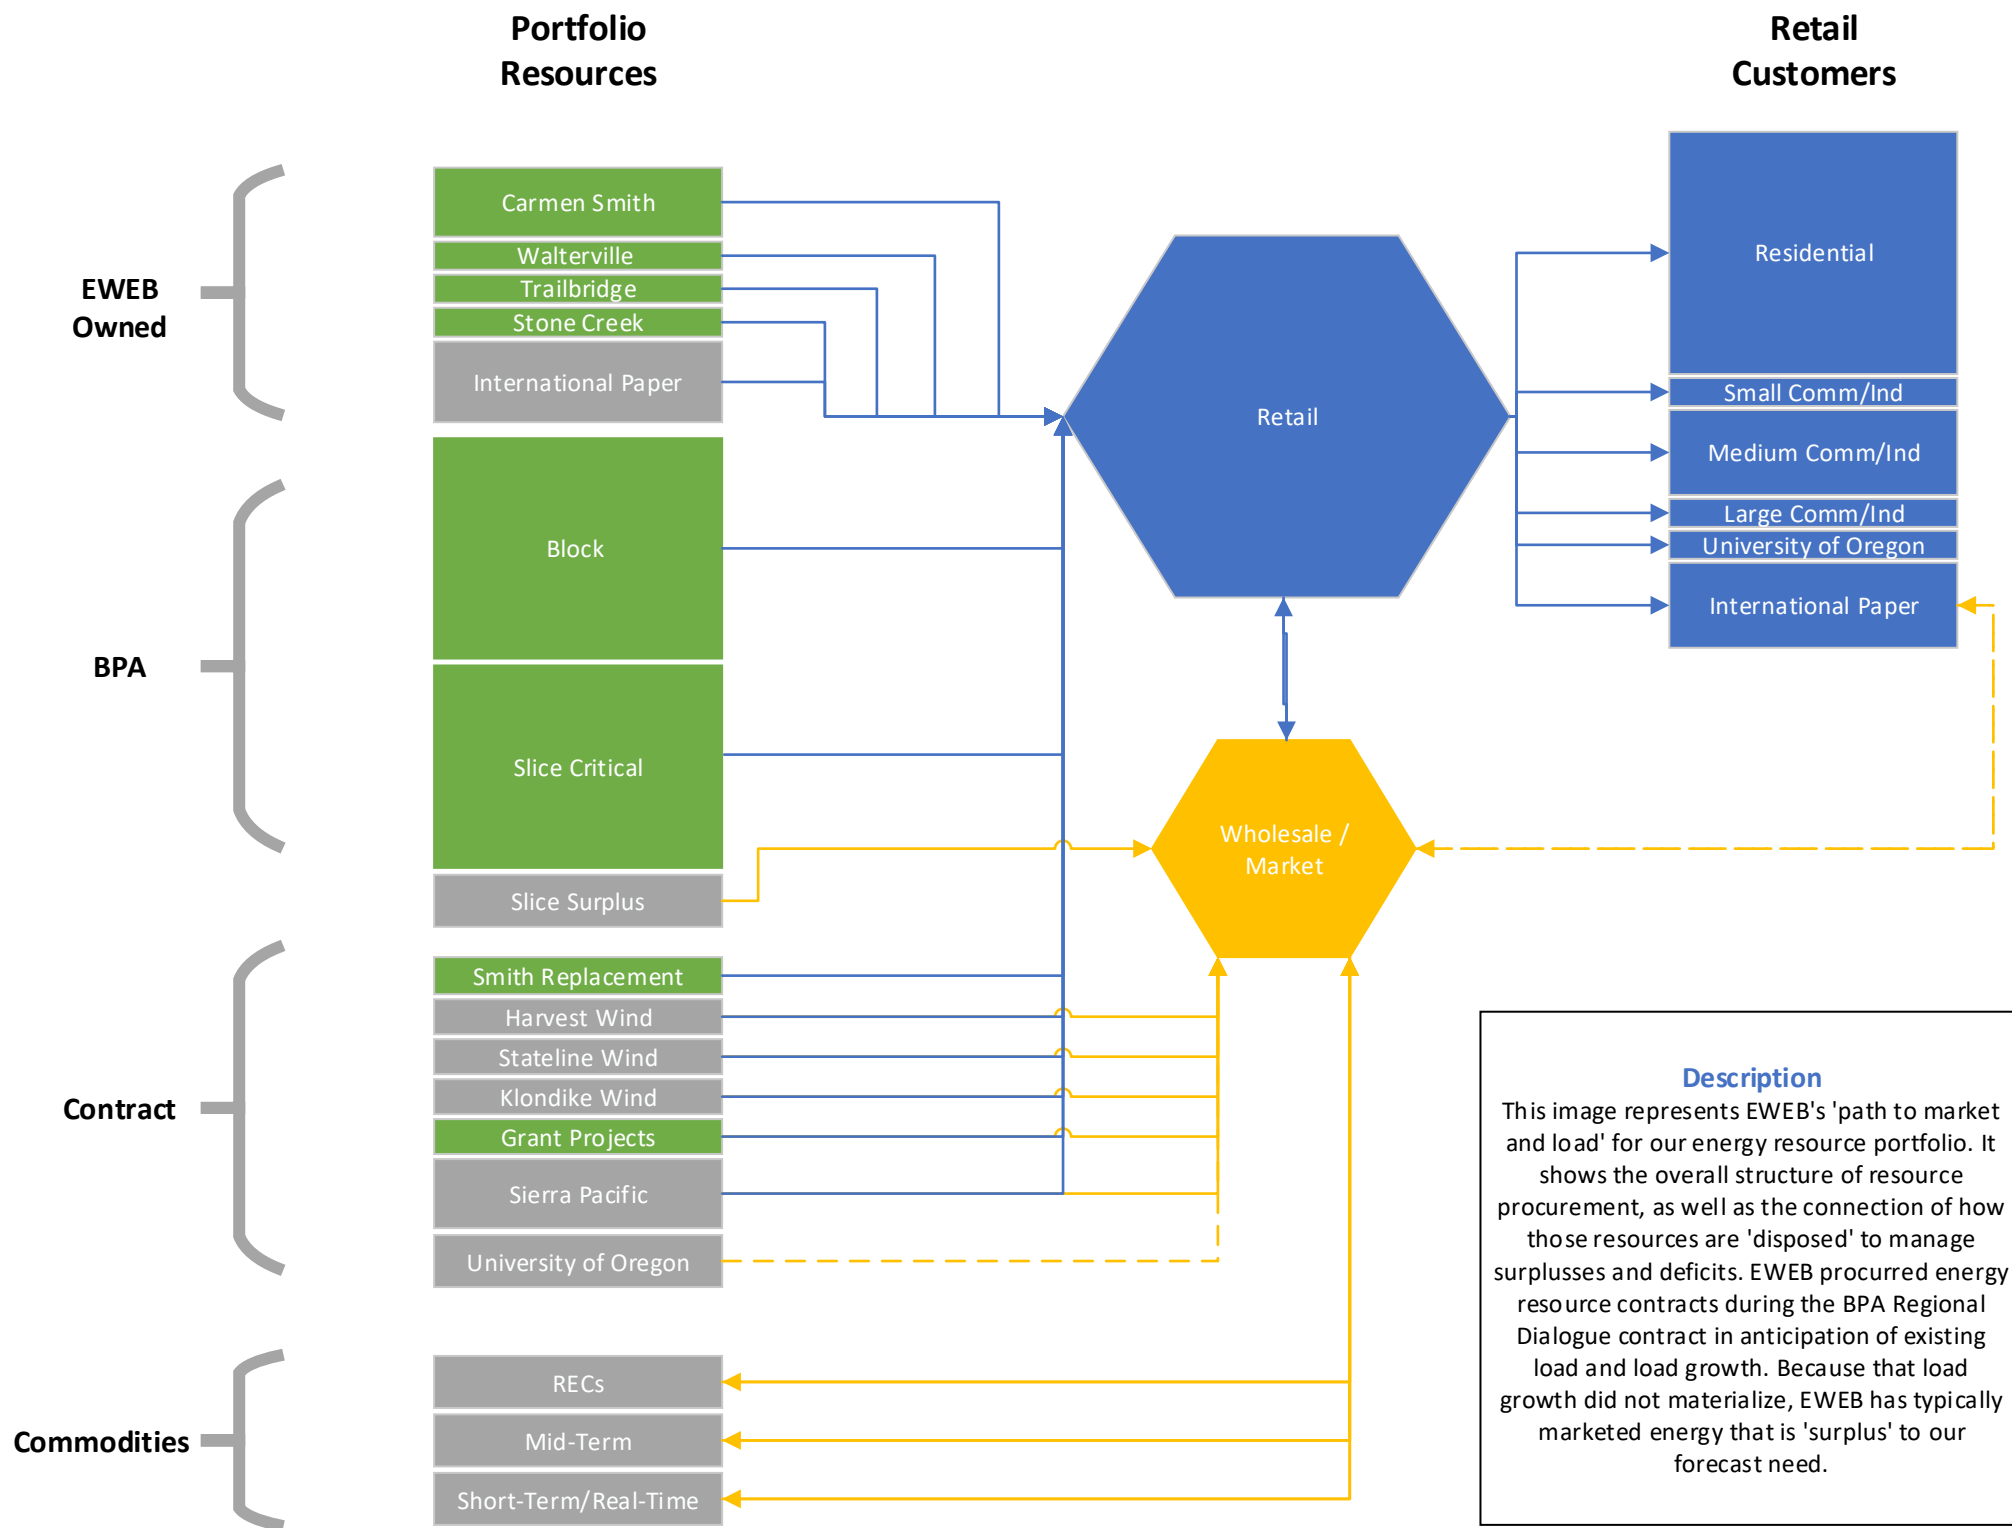 Portfolio
Resources
Retail
Customers
EWEB
Owned
Carmen Smith
Walterville
Trailbridge
Stone Creek
International Paper
BPA
Block
Slice Critical
Slice Surplus
Contract
Smith Replacement
Harvest Wind
Stateline Wind
Klondike Wind
Grant Projects
Sierra Pacific
University of Oregon
Commodities
RECs
Mid-Term
Short-Term/Real-Time
Retail
Wholesale /
Market
Residential
Small Comm/Ind
Medium Comm/Ind
Large Comm/Ind
University of Oregon
International Paper
Description
This image represents EWEB's 'path to market
and load' for our energy resource portfolio. It
shows the overall structure of resource
procurement, as well as the connection of how
those resources are 'disposed' to manage
surplusses and deficits. EWEB procurred energy
resource contracts during the BPA Regional
Dialogue contract in anticipation of existing
load and load growth. Because that load
growth did not materialize, EWEB has typically
marketed energy that is 'surplus' to our
forecast need.